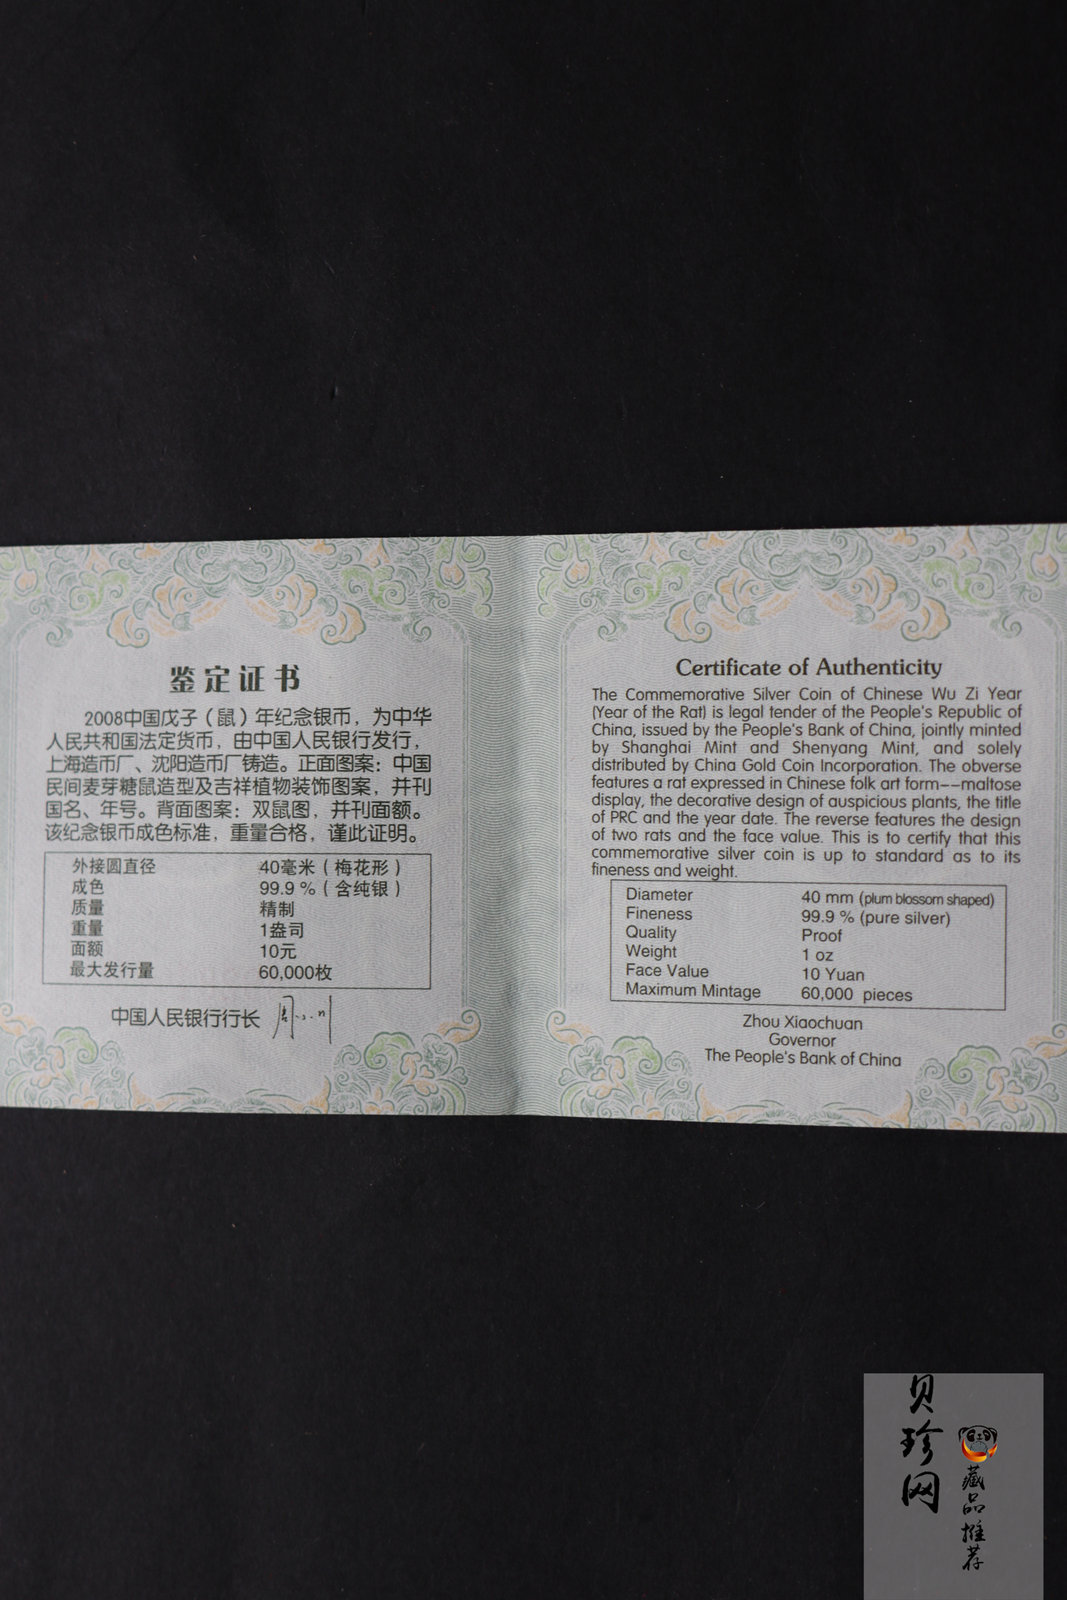 鉴定证书
2008中国戊子（鼠）年纪念银币，为中华
人民共和国法定货币，由中国人民银行发行，
上海造币厂、沈阳造币厂铸造。正面图案：中国
民间麦芽糖鼠造型及吉祥植物装饰图案，并刊
国名、年号。背面图案：双鼠图，并刊面额。
该纪念银币成色标准，重量合格，谨此证明。
外接圆直径 40毫米（梅花形）
成色 99.9 %（含纯银）
质量 精制
重量 1盎司
面额 10元
最大发行量 60,000枚
中国人民银行行长 周小川
Certificate of Authenticity
The Commemorative Silver Coin of Chinese Wu Zi Year
(Year of the Rat) is legal tender of the People's Republic of
China, issued by the People's Bank of China, jointly minted
by Shanghai Mint and Shenyang Mint, and solely
distributed by China Gold Coin Incorporation. The obverse
features a rat expressed in Chinese folk art form--maltose
display, the decorative design of auspicious plants, the title
of PRC and the year date. The reverse features the design
of two rats and the face value. This is to certify that this
commemorative silver coin is up to standard as to its
fineness and weight.
Diameter 40 mm (plum blossom shaped)
Fineness 99.9 % (pure silver)
Quality Proof
Weight 1 oz
Face Value 10 Yuan
Maximum Mintage 60,000 pieces
Zhou Xiaochuan
Governor
The People's Bank of China
贝珍网
藏品推荐